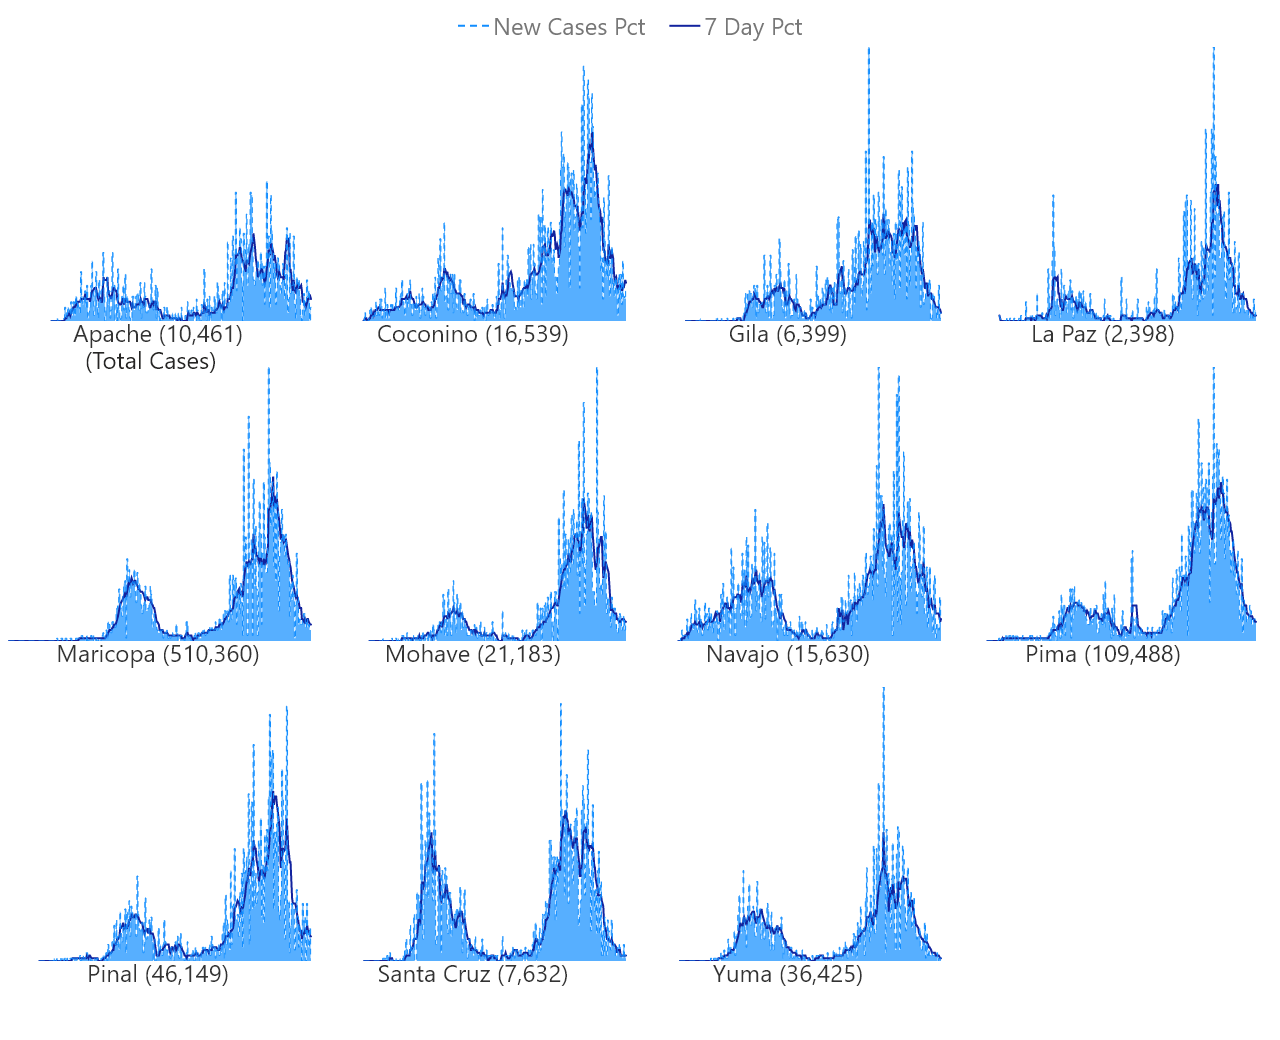 New Cases Pct 7 Day Pct
Apache (10,461) Coconino (16,539) Gila (6,399) La Paz (2,398)
(Total Cases)
Maricopa (510,360) Mohave (21,183) Navajo (15,630) Pima (109,488)
Pinal (46,149) Santa Cruz (7,632) Yuma (36,425)